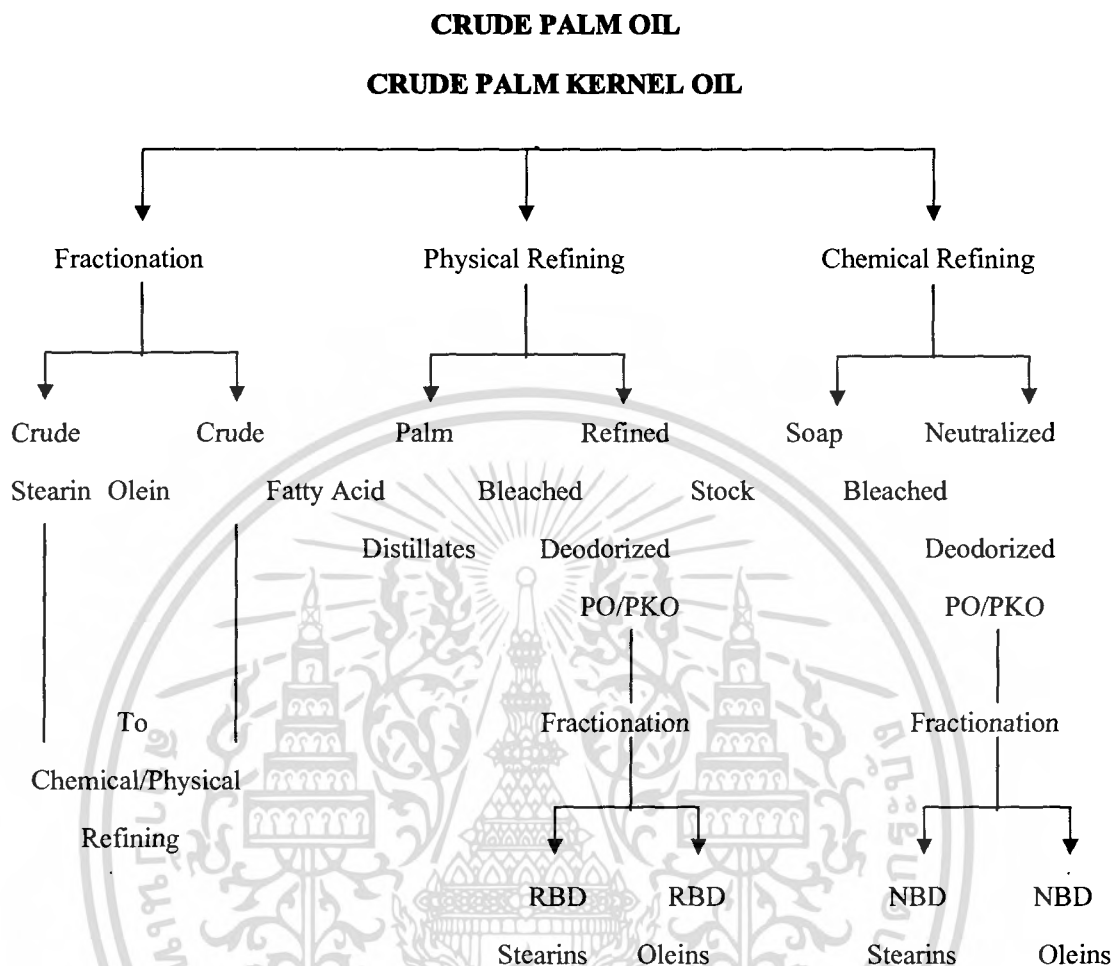 CRUDE PALM OIL
CRUDE PALM KERNEL OIL
Fractionation Physical Refining Chemical Refining
Crude Crude Palm Refined Soap Neutralized
Stearin Olein Fatty Acid Bleached Stock Bleached
Distillates Deodorized Deodorized
PO/PKO PO/PKO
To Fractionation Fractionation
Chemical/Physical
Refining
RBD RBD NBD NBD
Stearins Oleins Stearins Oleins